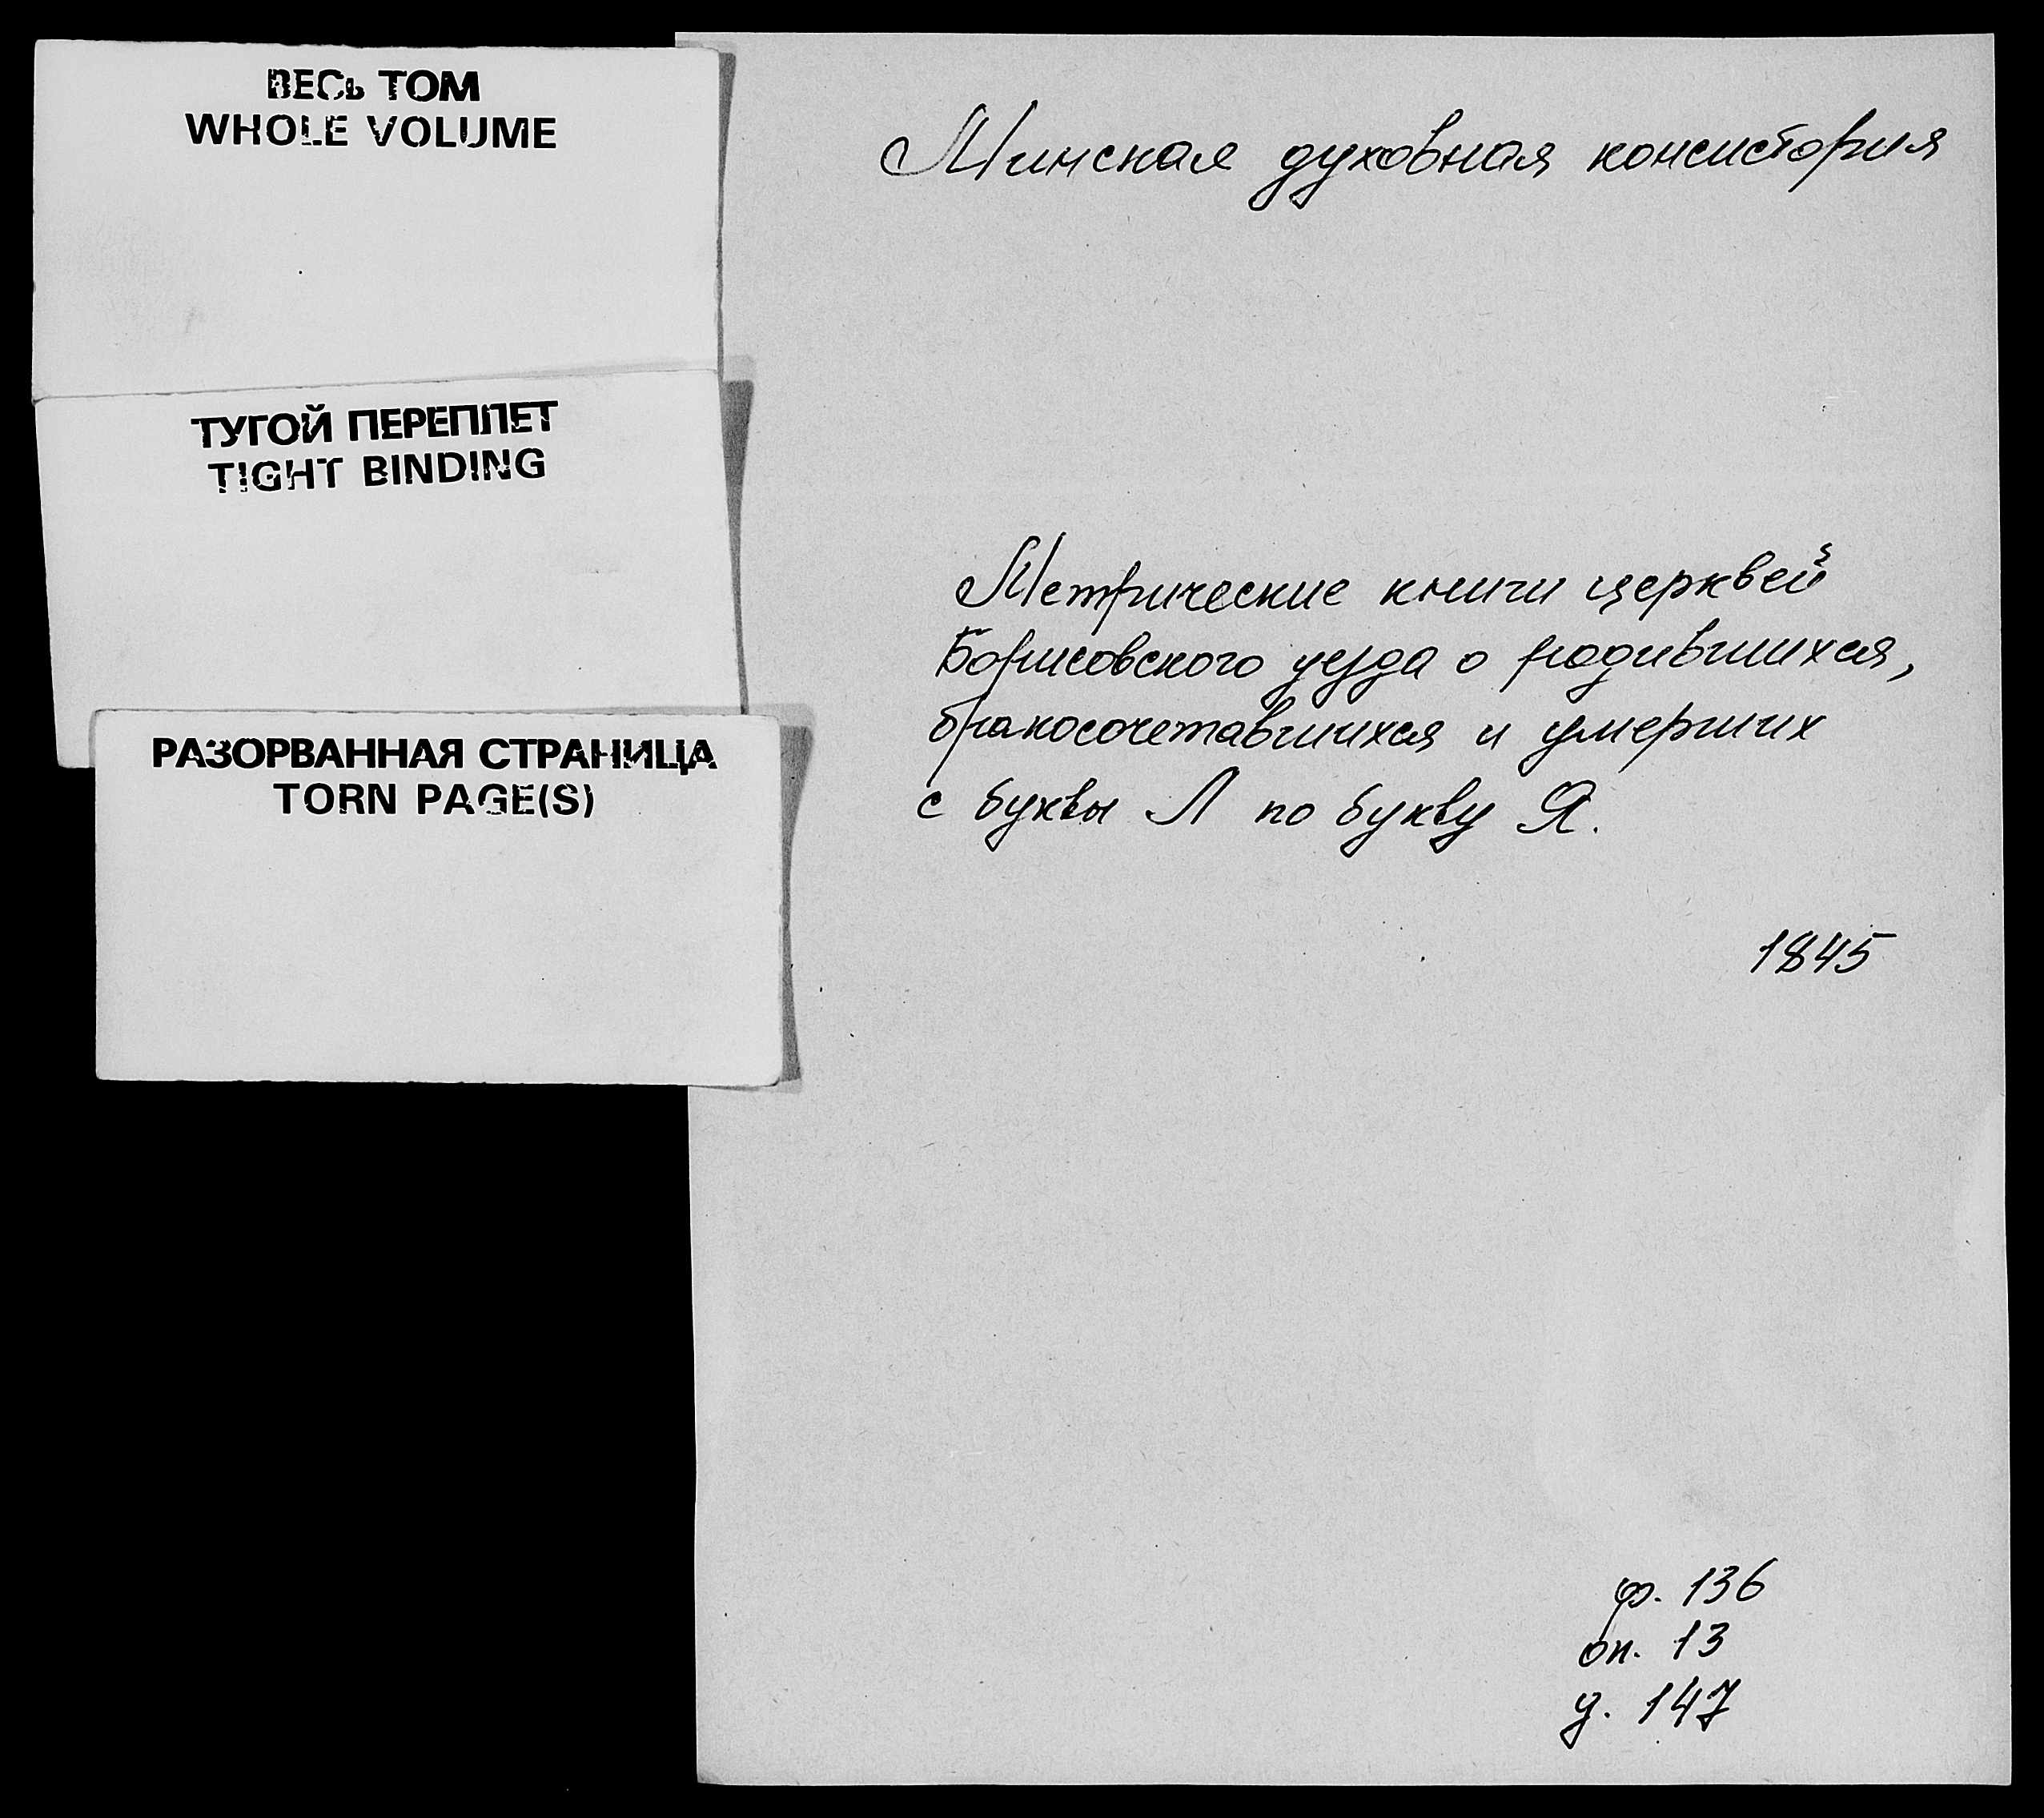 ВЕСЬ ТОМ
WHOLE VOLUME
ТУГОЙ ПЕРЕПЛЕТ
TIGHT BINDING
РАЗОРВАННАЯ СТРАНИЦА
TORN PAGE(S)
Минская духовная консистория
Метрические книги церквей
Борисовского уезда о родившихся,
бракосочетавшихся и умерших
с буквы Л по букву Я.
1845
ф. 136
оп. 13
д. 147